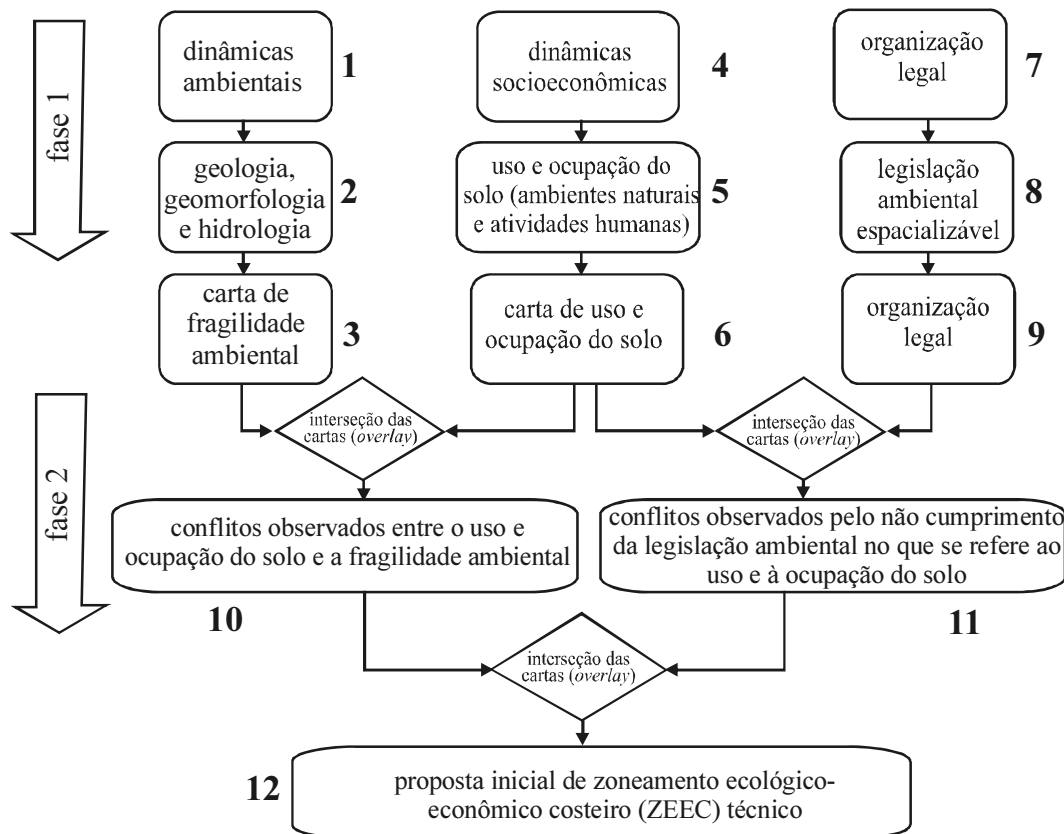 fase 1
dinâmicas
ambientais
1
dinâmicas
socioeconômicas
4
organização
legal
7
geologia,
geomorfologia
e hidrologia
2
uso e ocupação do
solo (ambientes naturais
e atividades humanas)
5
legislação
ambiental
espacializável
8
carta de
fragilidade
ambiental
3
carta de uso e
ocupação do solo
6
organização
legal
9
fase 2
interseção das
cartas (overlay)
interseção das
cartas (overlay)
conflitos observados entre o uso e
ocupação do solo e a fragilidade ambiental
10
conflitos observados pelo não cumprimento
da legislação ambiental no que se refere ao
uso e à ocupação do solo
11
interseção das
cartas (overlay)
12
proposta inicial de zoneamento ecológico-
econômico costeiro (ZEEC) técnico